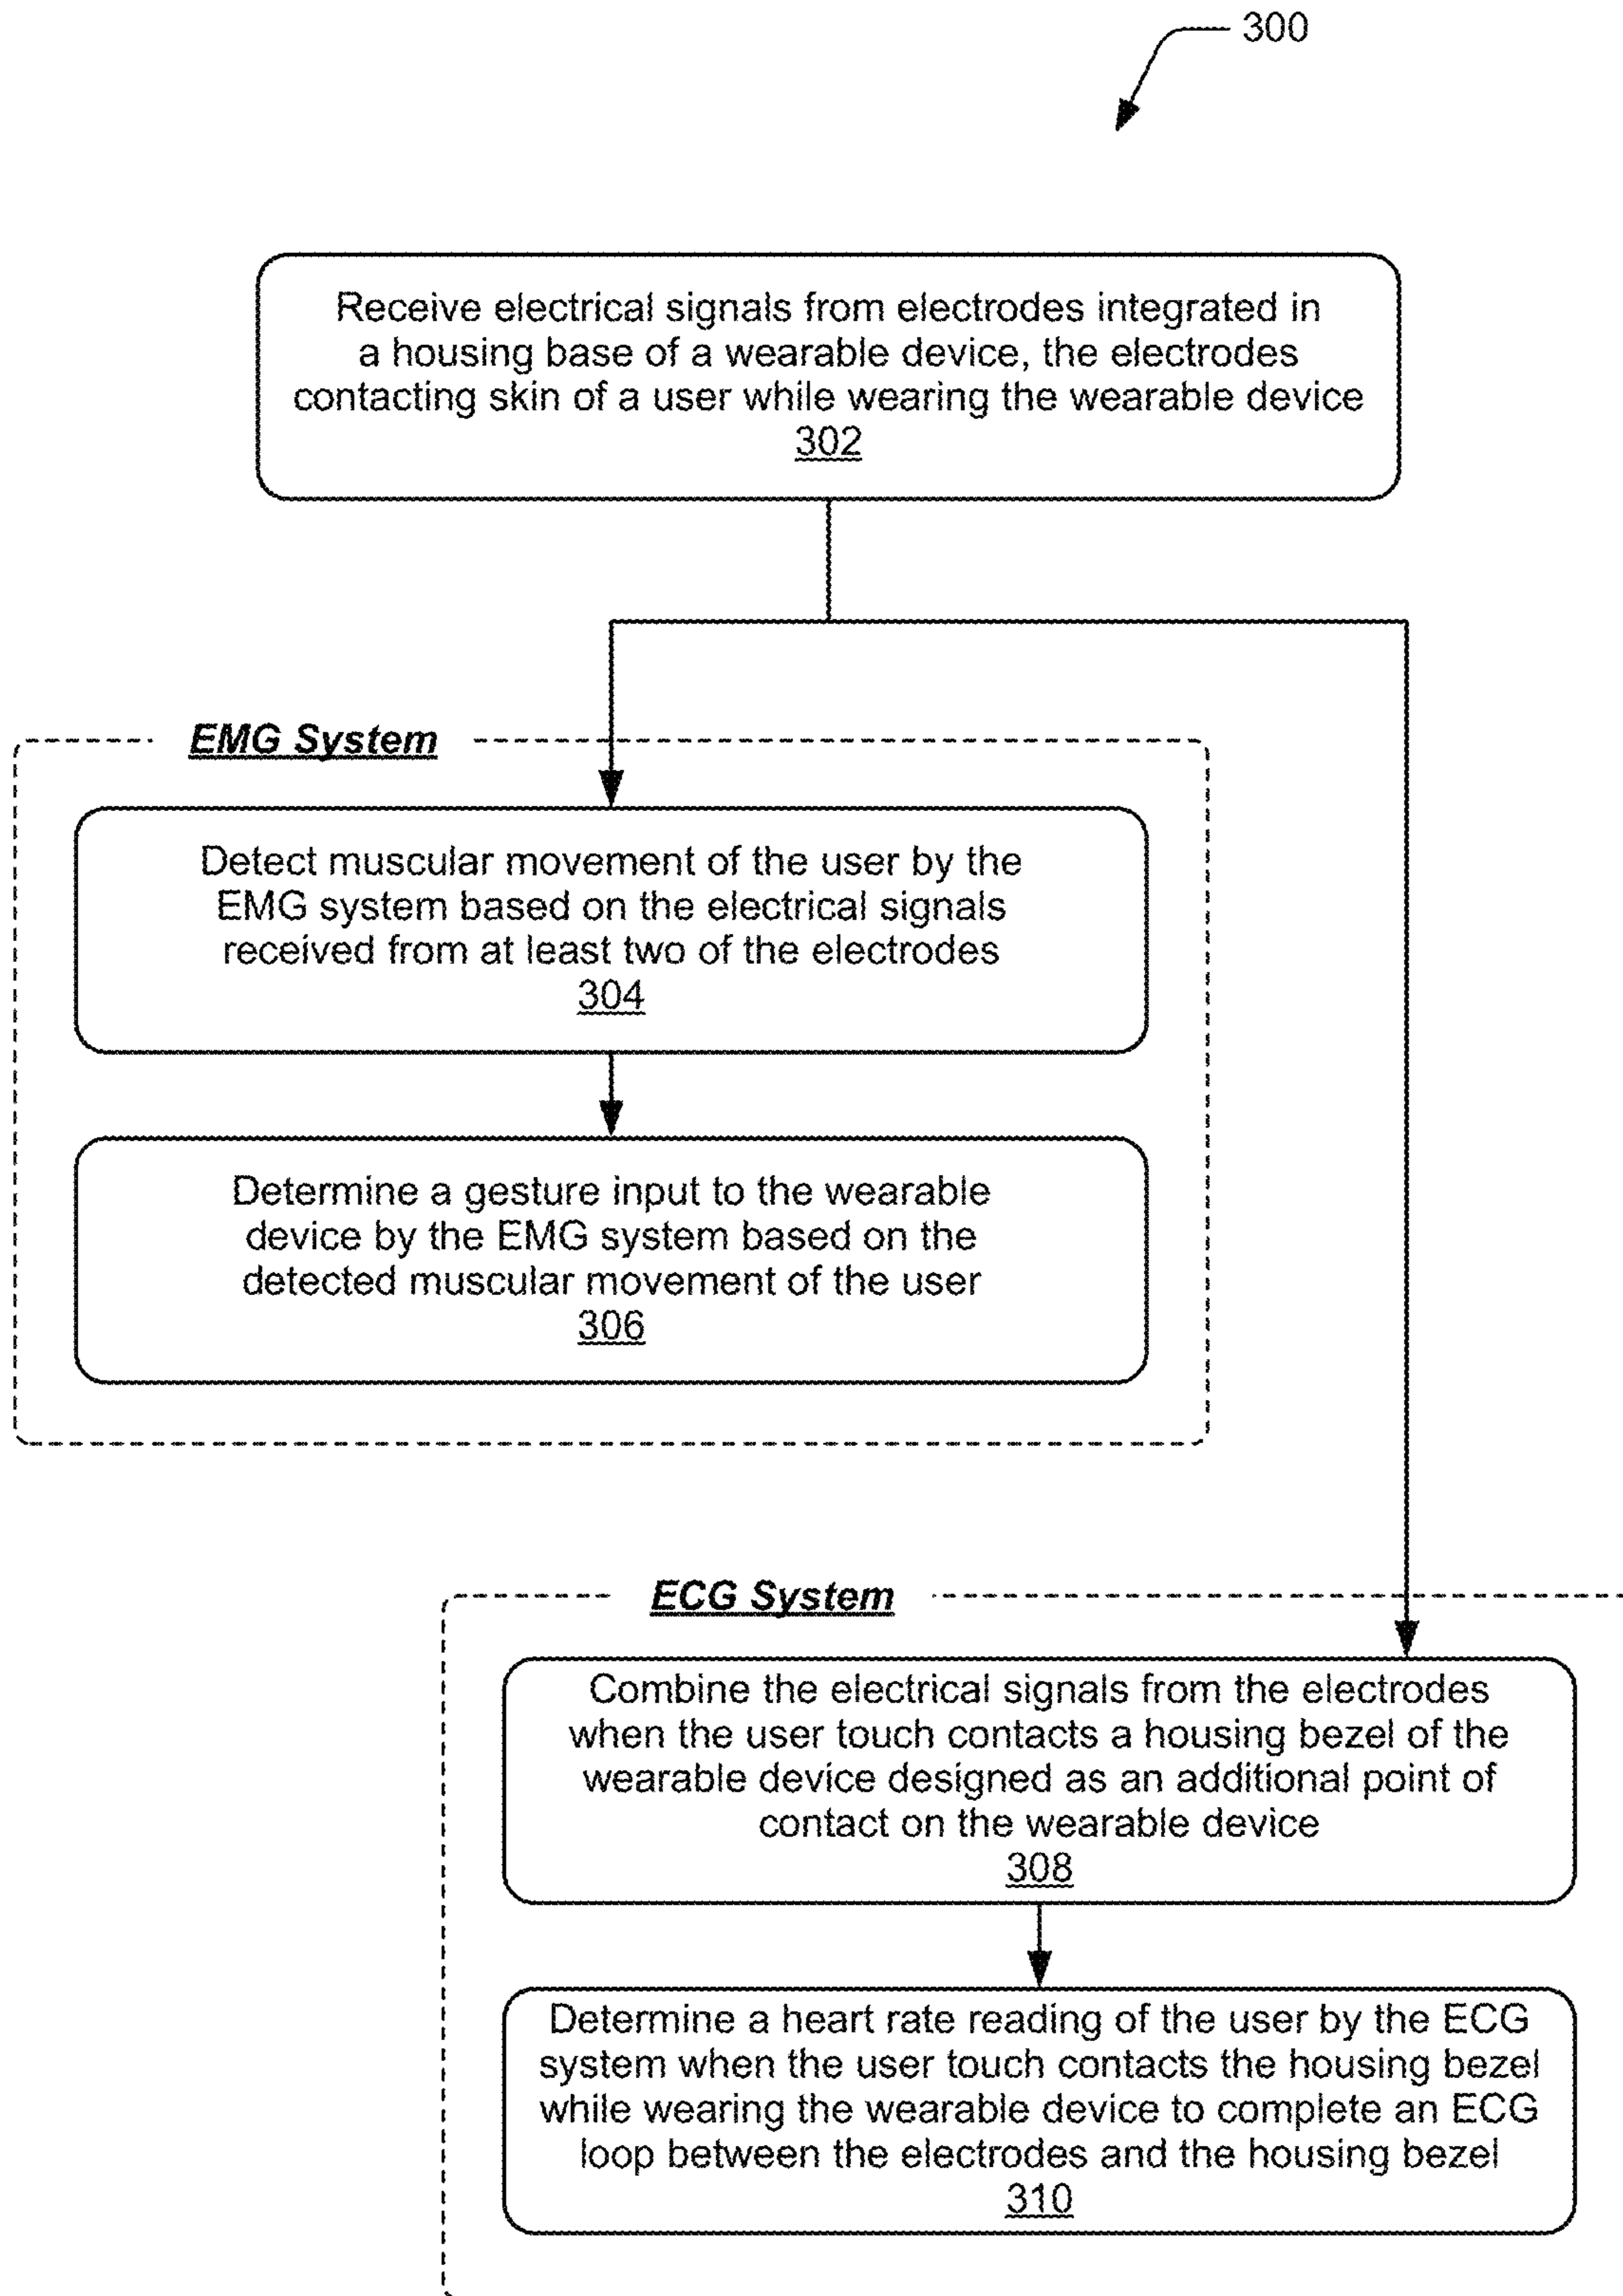 300
Receive electrical signals from electrodes integrated in
a housing base of a wearable device, the electrodes
contacting skin of a user while wearing the wearable device
302
EMG System
Detect muscular movement of the user by the
EMG system based on the electrical signals
received from at least two of the electrodes
304
Determine a gesture input to the wearable
device by the EMG system based on the
detected muscular movement of the user
306
ECG System
Combine the electrical signals from the electrodes
when the user touch contacts a housing bezel of the
wearable device designed as an additional point of
contact on the wearable device
308
Determine a heart rate reading of the user by the ECG
system when the user touch contacts the housing bezel
while wearing the wearable device to complete an ECG
loop between the electrodes and the housing bezel
310